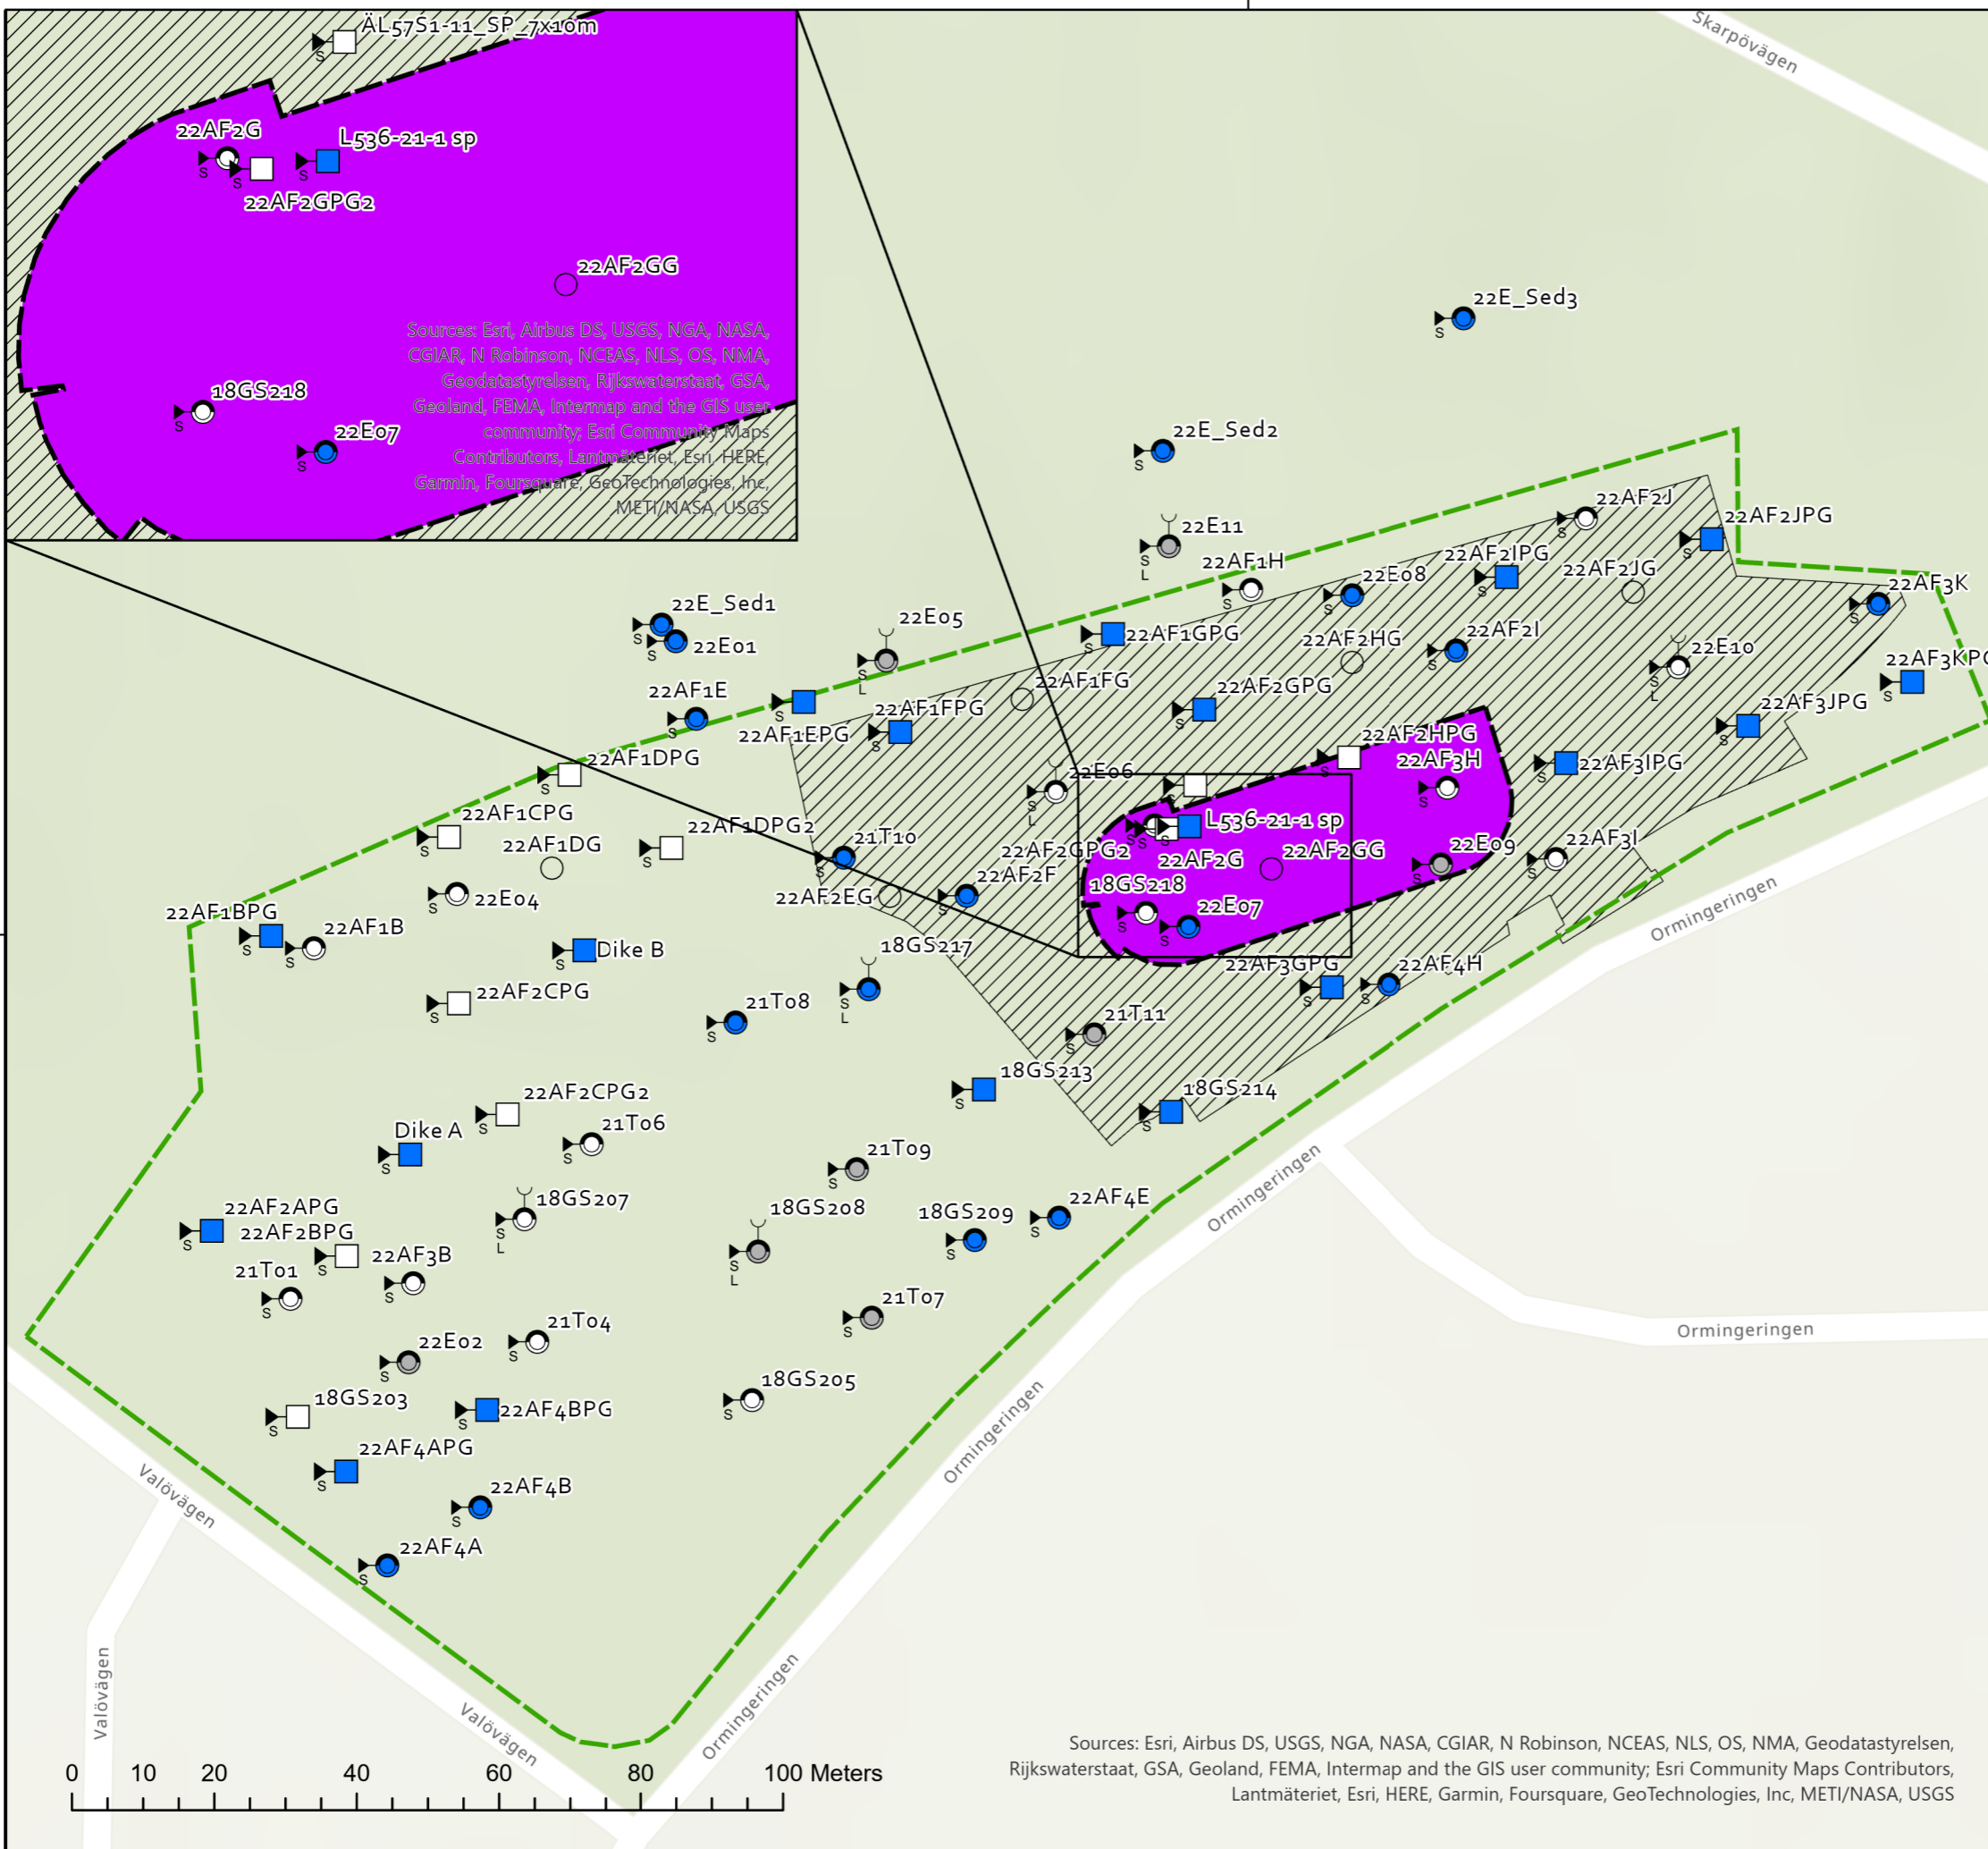 Skarpövägen
ÄL57S1-11_SP_7x10m
S
22AF2G
L536-21-1 sp
S
S
S
22AF2GPG2
22AF2GG
Sources: Esri, Airbus DS, USGS, NGA, NASA,
CGIAR, N Robinson, NCEAS, NLS, OS, NMA,
Geodatastyrelsen, Rijkswaterstaat, GSA,
Geoland, FEMA, Intermap and the GIS user
community; Esri Community Maps
Contributors, Lantmäteriet, Esri, HERE,
Garmin, Foursquare, GeoTechnologies, Inc,
METI/NASA, USGS
18GS218
S
22E07
S
22E_Sed3
S
22E_Sed2
S
22AF2J
S
22AF2JPG
S
22E11
S
L
22AF1H
S
22E08
S
22AF2IPG
S
22AF2JG
22AF3K
S
22E_Sed1
S
22E01
S
22E05
S
L
22AF1GPG
S
22AF2HG
22AF2I
S
22E10
S
L
22AF3KPG
S
22AF1E
S
22AF1EPG
S
22AF1FPG
S
22AF1FG
22AF2GPG
S
22AF3JPG
S
22AF1DPG
S
22E06
S
L
22AF2HPG
S
22AF3H
S
22AF3IPG
S
22AF1CPG
S
22AF1DG
22AF1DPG2
S
21T10
S
L536-21-1 sp
S
S
22AF2GPG2
22AF2G
22AF2GG
22E09
S
22AF3I
S
22E04
S
22AF2EG
22AF2F
S
18GS218
S
22E07
S
22AF1BPG
S
22AF1B
S
Dike B
S
18GS217
S
L
22AF3GPG
S
22AF4H
S
Ormingeringen
22AF2CPG
S
21T08
S
21T11
S
18GS213
S
18GS214
S
22AF2CPG2
S
Dike A
S
21T06
S
21T09
S
Ormingeringen
22AF2APG
S
22AF2BPG
S
18GS207
S
L
18GS208
S
L
18GS209
S
22AF4E
S
22AF3B
S
21T01
S
21T07
S
21T04
S
Ormingeringen
22E02
S
18GS205
S
18GS203
S
22AF4BPG
S
Ormingeringen
22AF4APG
S
22AF4B
S
Valövägen
22AF4A
S
Valövägen
Valövägen
Ormingeringen
0 10 20 40 60 80 100 Meters
Sources: Esri, Airbus DS, USGS, NGA, NASA, CGIAR, N Robinson, NCEAS, NLS, OS, NMA, Geodatastyrelsen,
Rijkswaterstaat, GSA, Geoland, FEMA, Intermap and the GIS user community; Esri Community Maps Contributors,
Lantmäteriet, Esri, HERE, Garmin, Foursquare, GeoTechnologies, Inc, METI/NASA, USGS